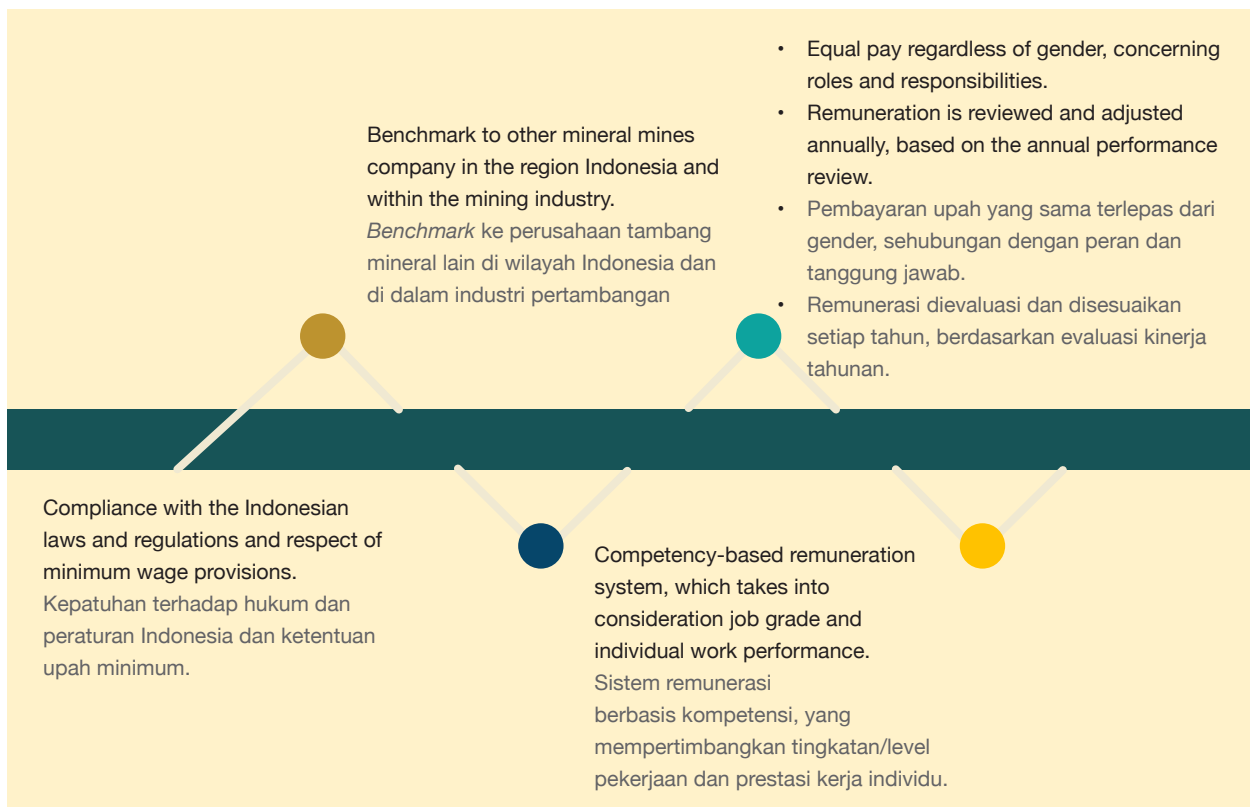 Compliance with the Indonesian
laws and regulations and respect of
minimum wage provisions.
Kepatuhan terhadap hukum dan
peraturan Indonesia dan ketentuan
upah minimum.
Benchmark to other mineral mines
company in the region Indonesia and
within the mining industry.
Benchmark ke perusahaan tambang
mineral lain di wilayah Indonesia dan
di dalam industri pertambangan
Competency-based remuneration
system, which takes into
consideration job grade and
individual work performance.
Sistem remunerasi
berbasis kompetensi, yang
mempertimbangkan tingkatan/level
pekerjaan dan prestasi kerja individu.
• Equal pay regardless of gender, concerning
roles and responsibilities.
• Remuneration is reviewed and adjusted
annually, based on the annual performance
review.
• Pembayaran upah yang sama terlepas dari
gender, sehubungan dengan peran dan
tanggung jawab.
• Remunerasi dievaluasi dan disesuaikan
setiap tahun, berdasarkan evaluasi kinerja
tahunan.